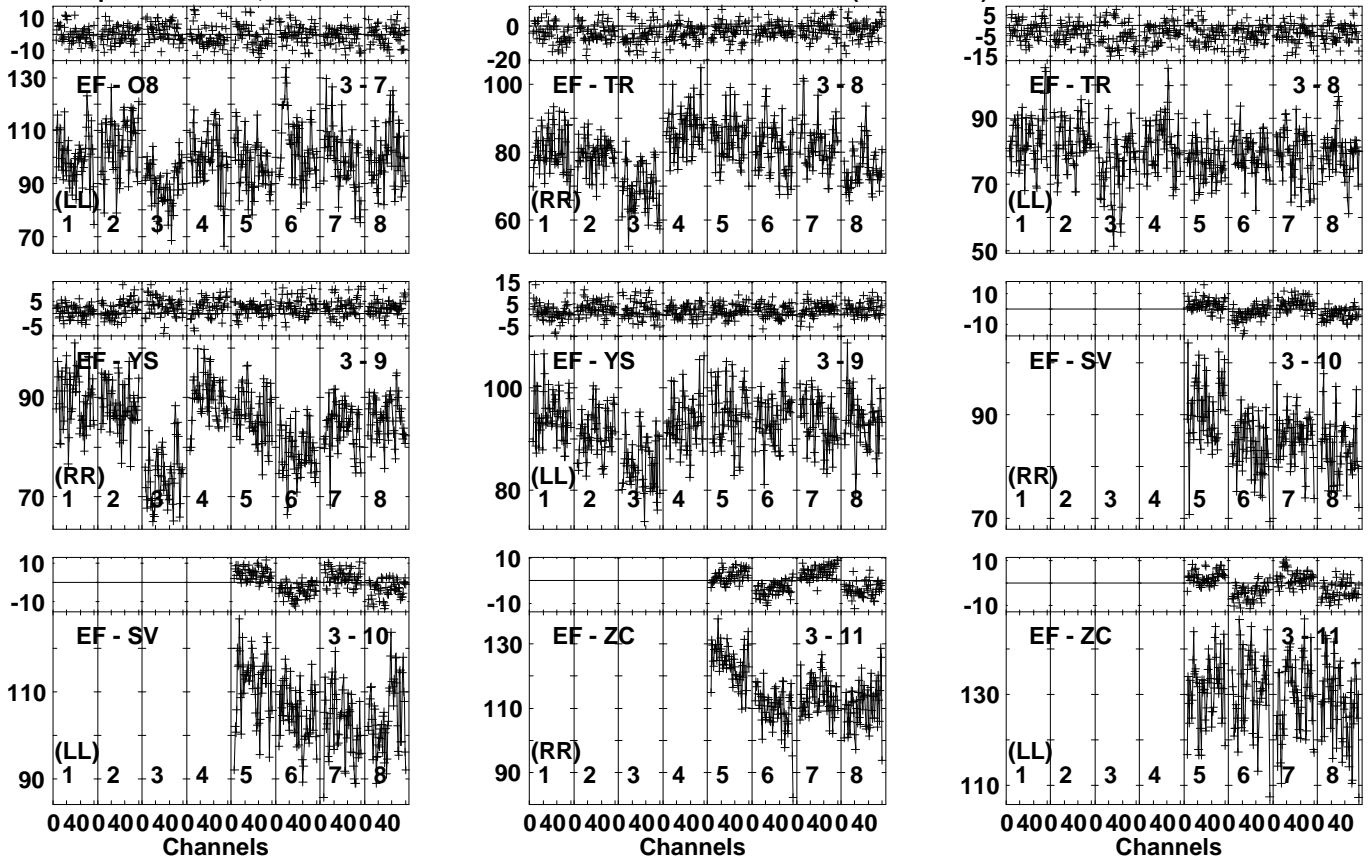 10 0 5
-10 -20 -5 -15
130 EF - O8 3 - 7 100 EF - TR 3 - 8 EF - TR 3 - 8
110 80 90
90 70
(LL) (RR) (LL)
70 1 2 3 4 5 6 7 8 60 1 2 3 4 5 6 7 8 50 1 2 3 4 5 6 7 8
5 15 10
-5 5 -10
-5
EF - YS 3 - 9 EF - YS 3 - 9 EF - SV 3 - 10
90 100 90
(RR) (LL) (RR)
70 1 2 3 4 5 6 7 8 80 1 2 3 4 5 6 7 8 70 1 2 3 4 5 6 7 8
10 10 10
-10 -10 -10
EF - SV 3 - 10 EF - ZC 3 - 11 EF - ZC 3 - 11
110 130 130
110
(LL) (RR) (LL)
90 1 2 3 4 5 6 7 8 90 1 2 3 4 5 6 7 8 110 1 2 3 4 5 6 7 8
0 40 0 40 0 40 0 40 0 40 0 40 0 40 0 40 0 40 0 40 0 40 0 40 0 40 0 40 0 40 0 40 0 40 0 40 0 40 0 40 0 40 0 40 0 40 0 40
Channels Channels Channels